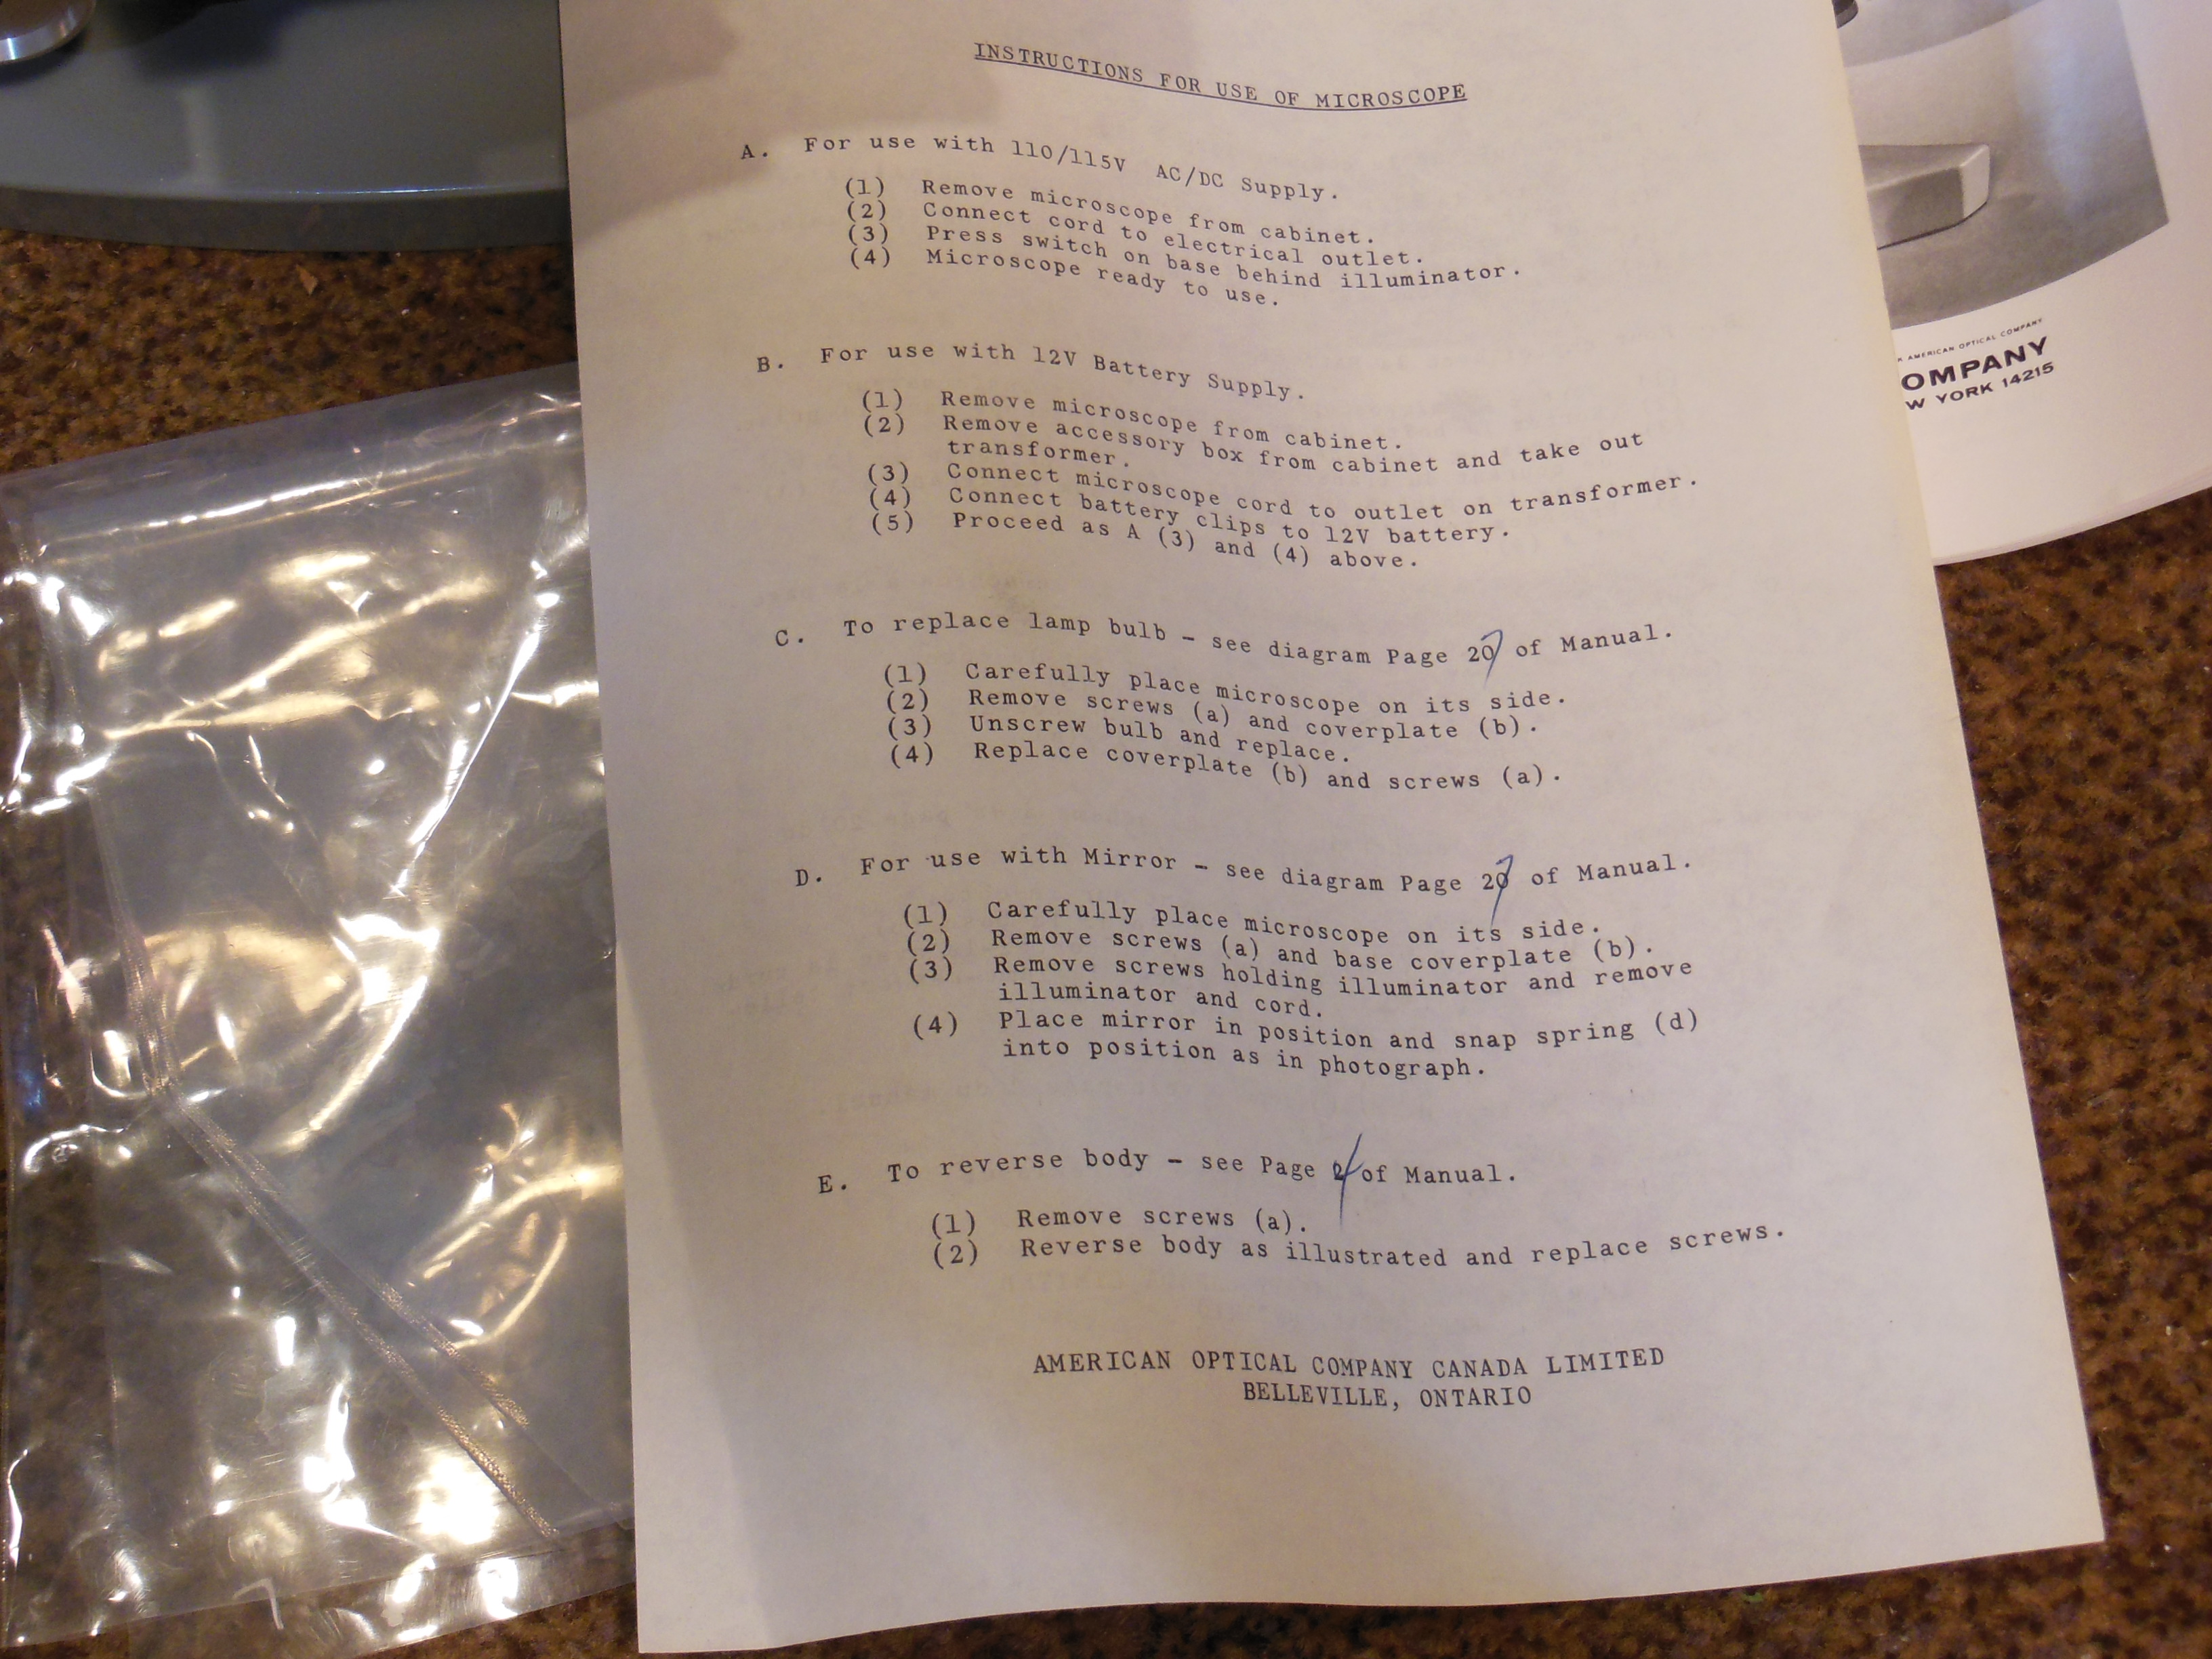 INSTRUCTIONS FOR USE OF MICROSCOPE
A. For use with 110/115V AC/DC Supply.
(1) Remove microscope from cabinet.
(2) Connect cord to electrical outlet.
(3) Press switch on base behind illuminator.
(4) Microscope ready to use.
B. For use with 12V Battery Supply.
(1) Remove microscope from cabinet.
(2) Remove accessory box from cabinet and take out
transformer.
(3) Connect microscope cord to outlet on transformer.
(4) Connect battery clips to 12V battery.
(5) Proceed as A (3) and (4) above.
C. To replace lamp bulb - see diagram Page 20 of Manual.
(1) Carefully place microscope on its side.
(2) Remove screws (a) and coverplate (b).
(3) Unscrew bulb and replace.
(4) Replace coverplate (b) and screws (a).
D. For use with Mirror - see diagram Page 20 of Manual.
(1) Carefully place microscope on its side.
(2) Remove screws (a) and base coverplate (b).
(3) Remove screws holding illuminator and remove
illuminator and cord.
(4) Place mirror in position and snap spring (d)
into position as in photograph.
E. To reverse body - see Page of Manual.
(1) Remove screws (a).
(2) Reverse body as illustrated and replace screws.
AMERICAN OPTICAL COMPANY CANADA LIMITED
BELLEVILLE, ONTARIO
AMERICAN OPTICAL COMPANY
OMPANY
W YORK 14215